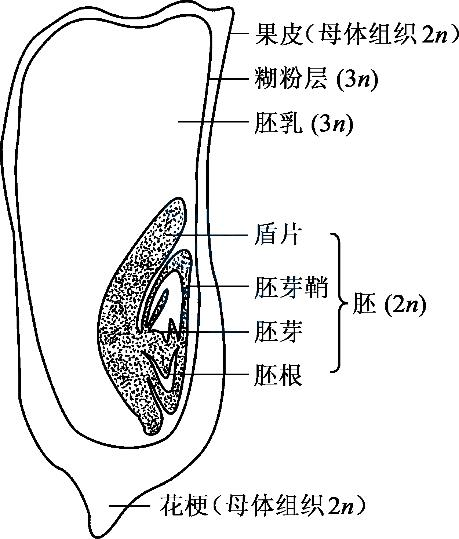 果皮(母体组织2n)
糊粉层(3n)
胚乳(3n)
盾片
胚芽鞘
胚(2n)
胚芽
胚根
花梗(母体组织2n)